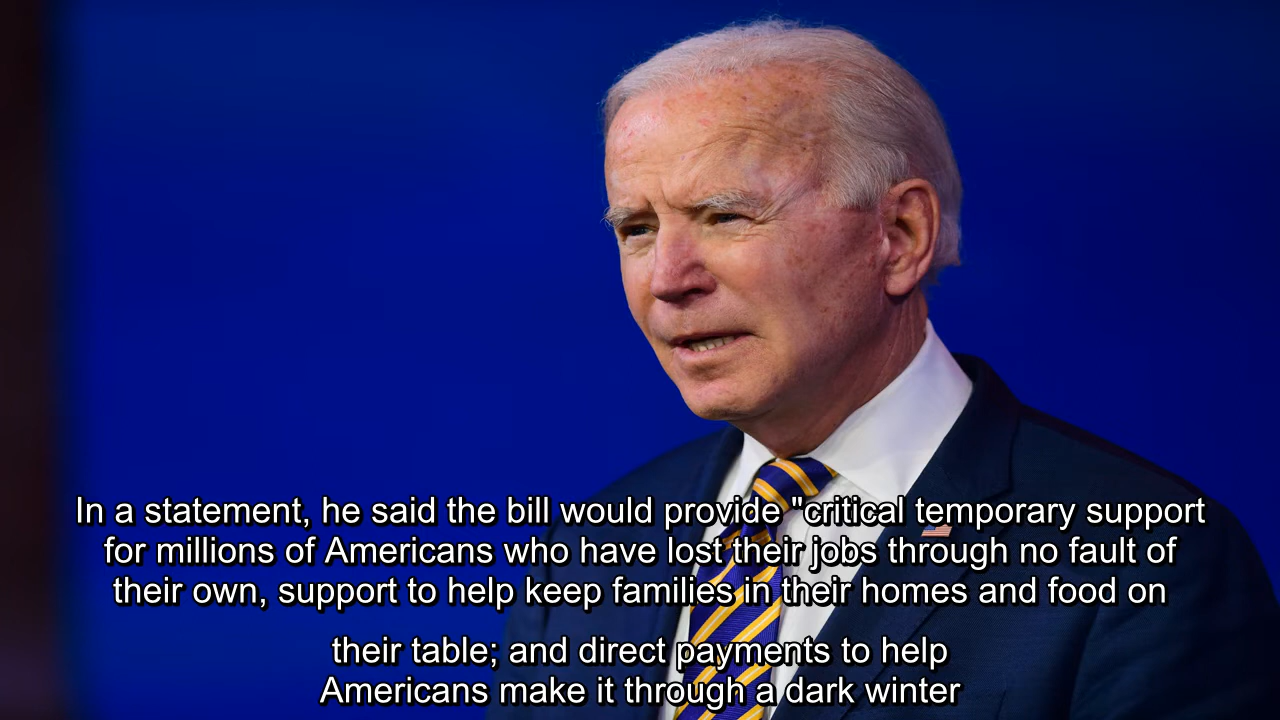 In a statement, he said the bill would provide "critical temporary support
for millions of Americans who have lost their jobs through no fault of
their own, support to help keep families in their homes and food on
their table; and direct payments to help
Americans make it through a dark winter